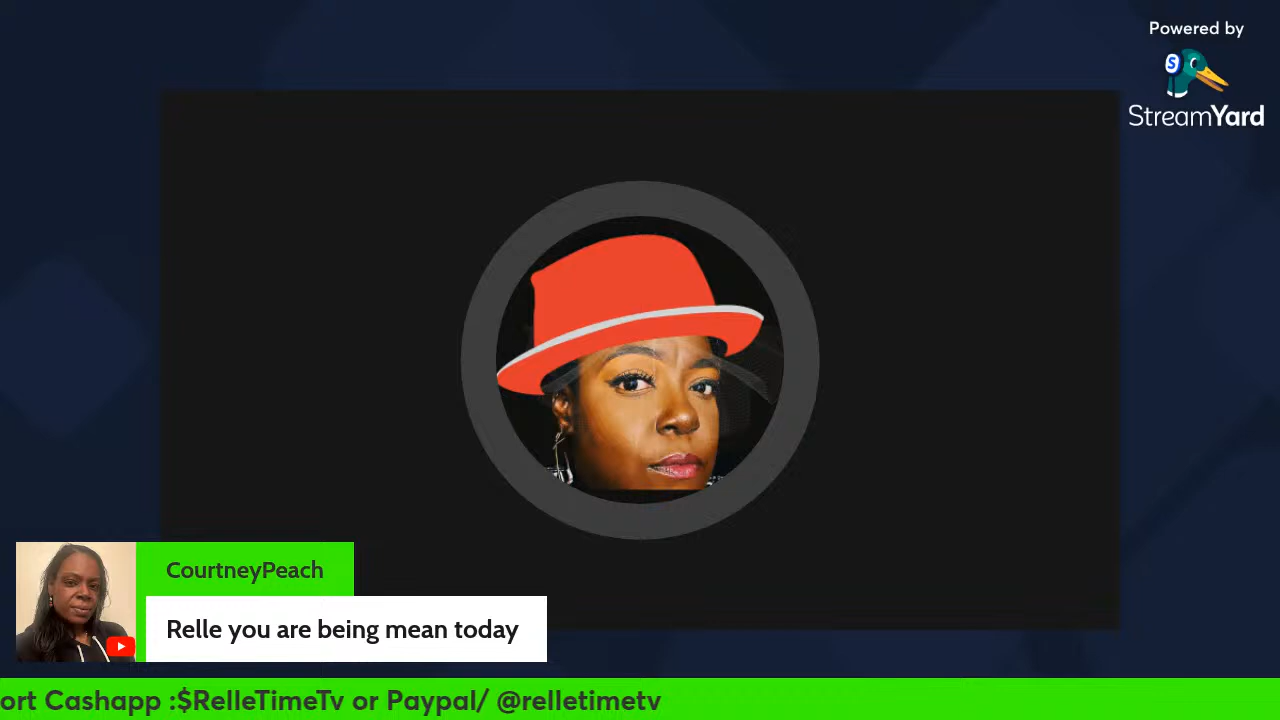 Powered by
S
StreamYard
CourtneyPeach
Relle you are being mean today
ort Cashapp :$RelleTimeTv or Paypal/ @relletimetv